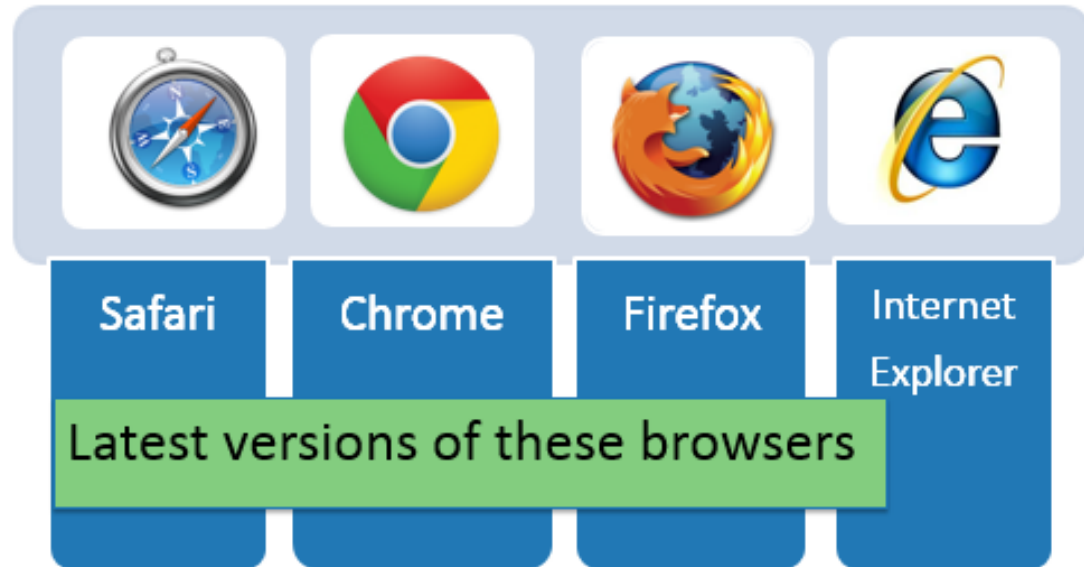 Safari
Chrome
Firefox
Internet
Explorer
Latest versions of these browsers